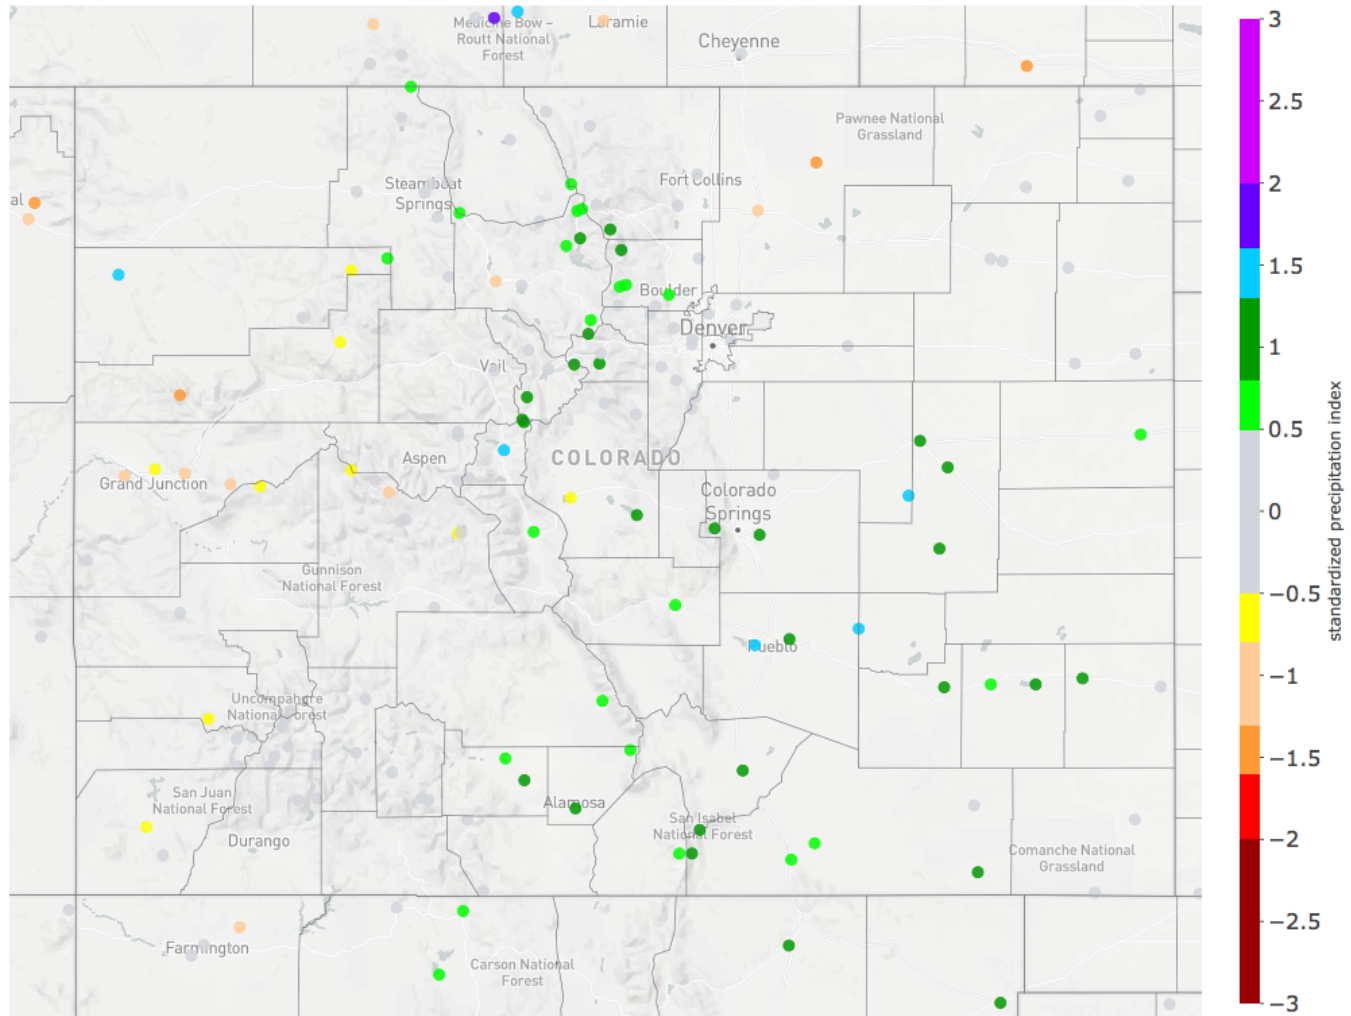 Medicine Bow –
Routt National
Forest
Laramie
Cheyenne
Pawnee National
Grassland
Steamboat
Springs
Fort Collins
al
Boulder
Denver
Vail
Aspen
COLORADO
Grand Junction
Colorado
Springs
Gunnison
National Forest
Pueblo
Uncompahgre
National Forest
San Juan
National Forest
Alamosa
San Isabel
National Forest
Durango
Comanche National
Grassland
Farmington
Carson National
Forest
3
2.5
2
1.5
1
0.5
0
−0.5
−1
−1.5
−2
−2.5
−3
standardized precipitation index